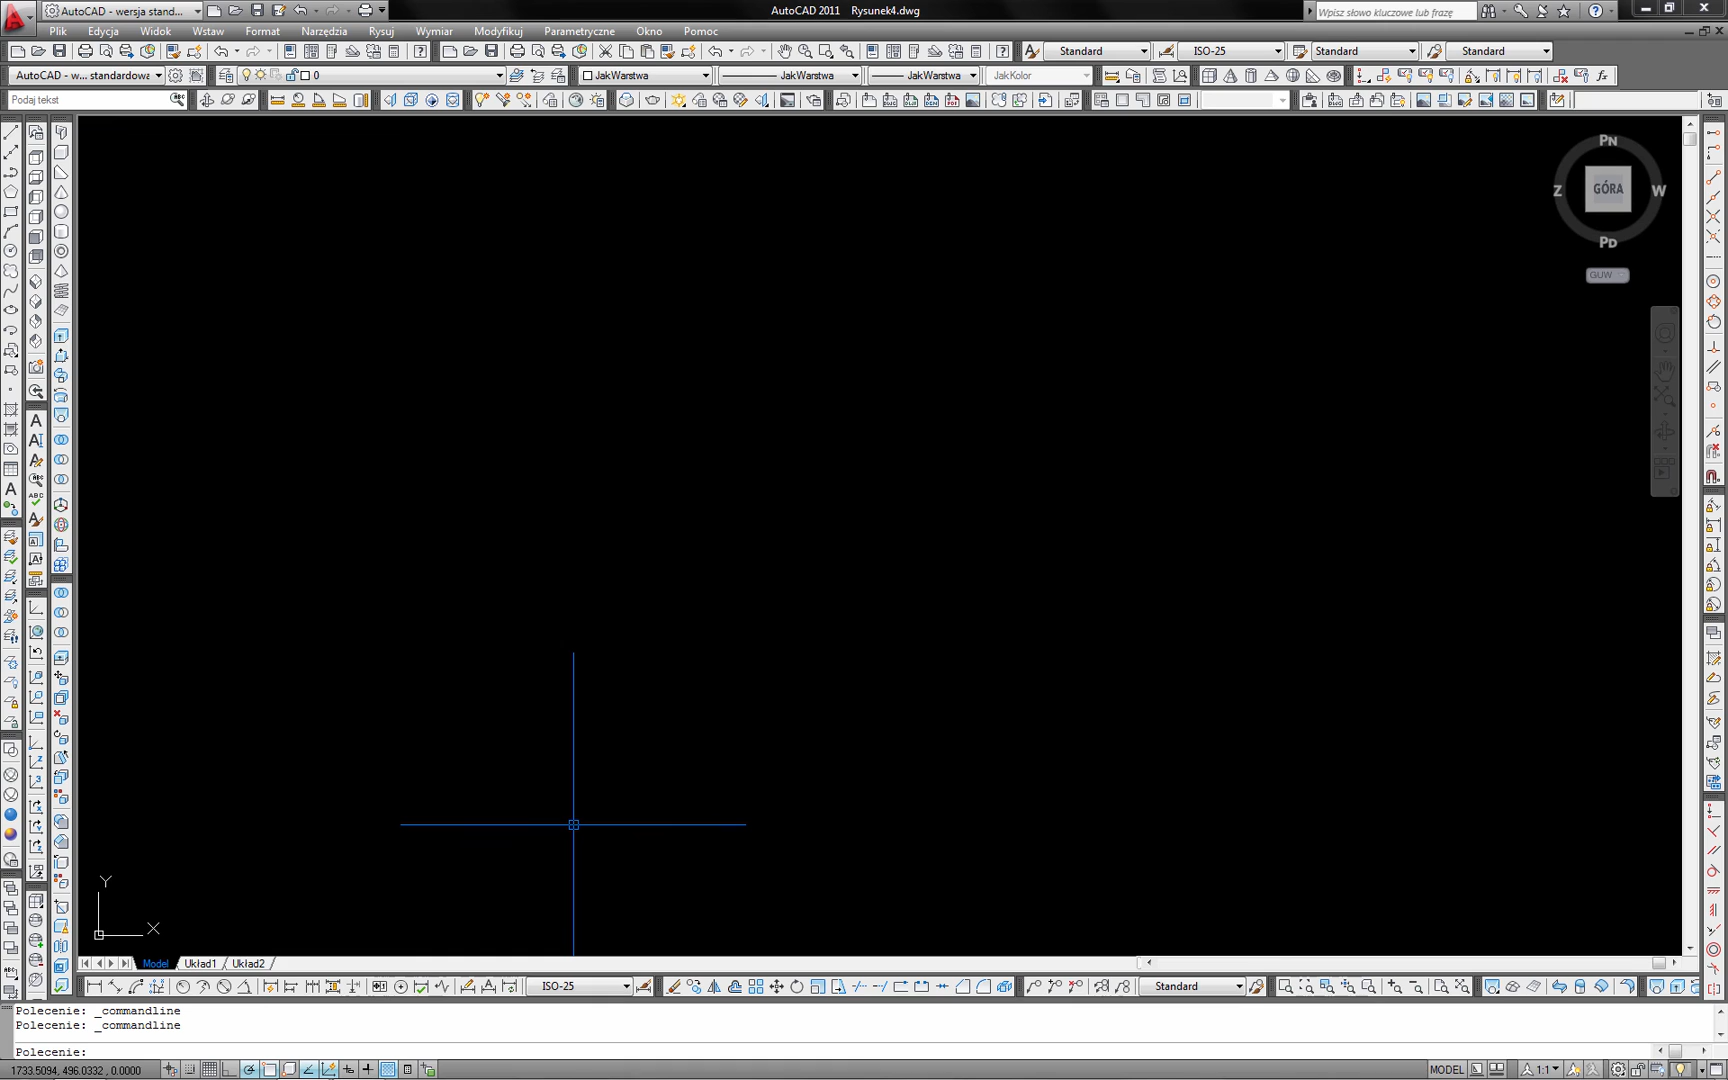 AutoCAD - wersja stand...
AutoCAD 2011 Rysunek4.dwg
Wpisz słowo kluczowe lub frazę
Plik Edycja Widok Wstaw Format Narzędzia Rysuj Wymiar Modyfikuj Parametryczne Okno Pomoc
Standard ISO-25 Standard Standard
AutoCAD - w... standardowa 0 JakWarstwa JakWarstwa JakWarstwa JakKolor
Podaj tekst
PN
Z GÓRA W
PD
GUW
Y
X
Model Układ1 Układ2
ISO-25 Standard
Polecenie: _commandline
Polecenie: _commandline
Polecenie:
1733.5094, 496.0332 , 0.0000 MODEL 1:1